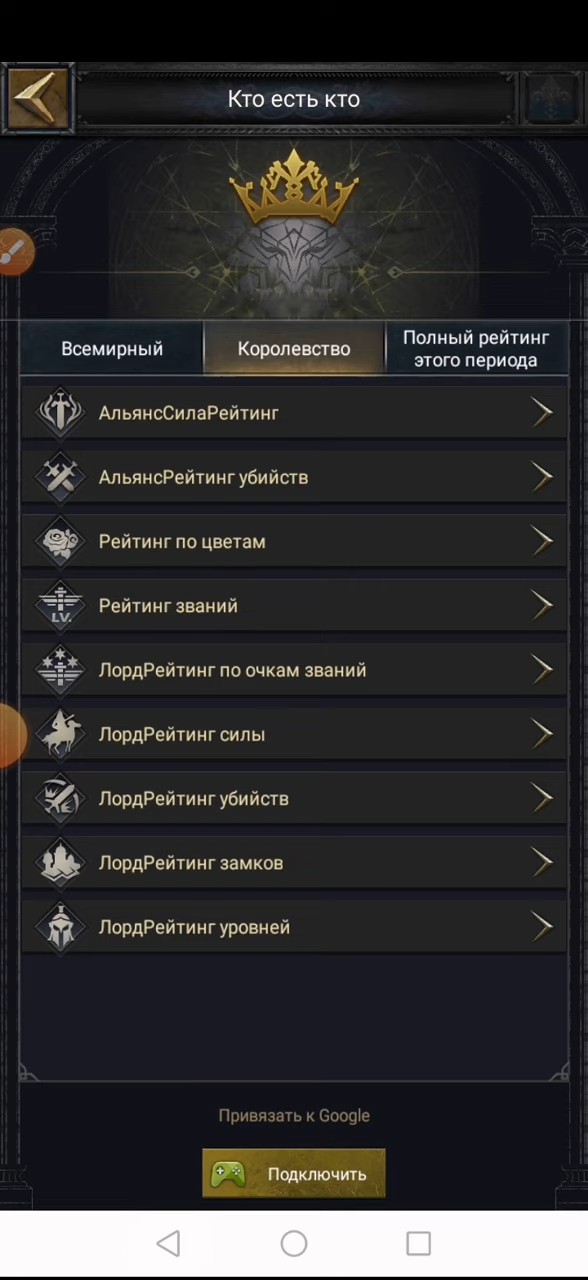 Кто есть кто
Всемирный
Королевство
Полный рейтинг
этого периода
АльянсСилаРейтинг
АльянсРейтинг убийств
Рейтинг по цветам
LV.
Рейтинг званий
ЛордРейтинг по очкам званий
ЛордРейтинг силы
ЛордРейтинг убийств
ЛордРейтинг замков
ЛордРейтинг уровней
Привязать к Google
Подключить